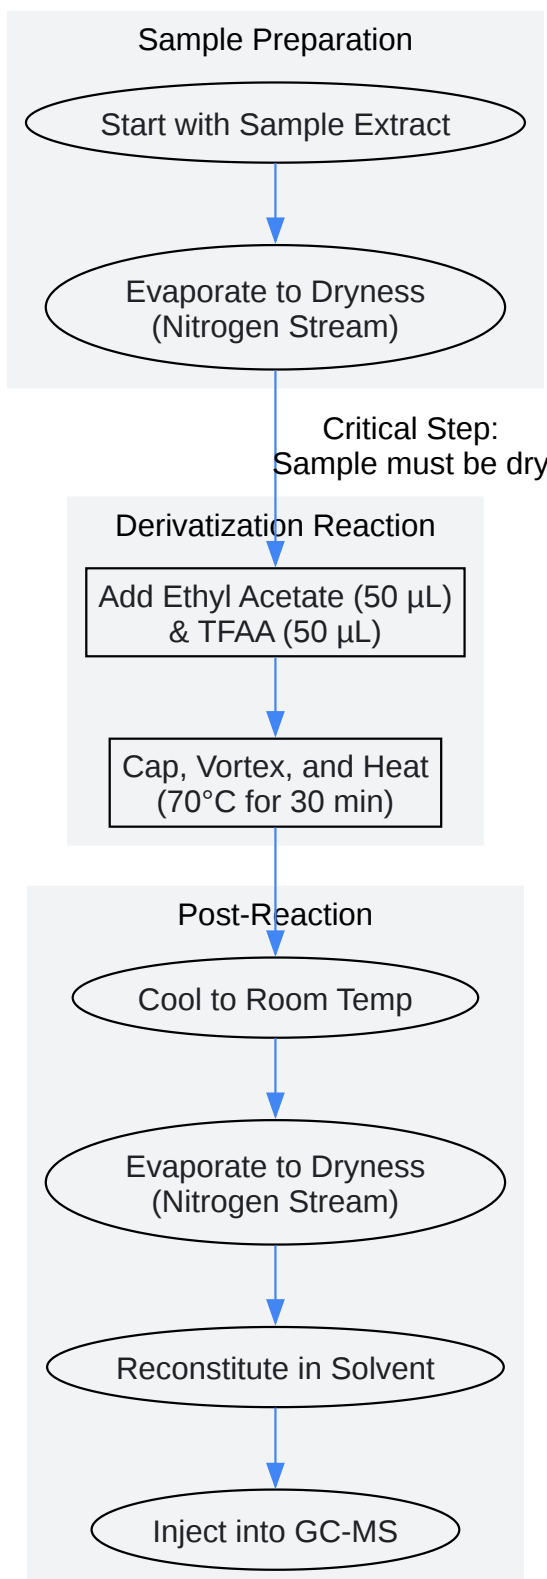 Sample Preparation
Start with Sample Extract
Evaporate to Dryness
(Nitrogen Stream)
Critical Step:
Sample must be dry
Derivatization Reaction
Add Ethyl Acetate (50 µL)
& TFAA (50 µL)
Cap, Vortex, and Heat
(70°C for 30 min)
Post-Reaction
Cool to Room Temp
Evaporate to Dryness
(Nitrogen Stream)
Reconstitute in Solvent
Inject into GC-MS